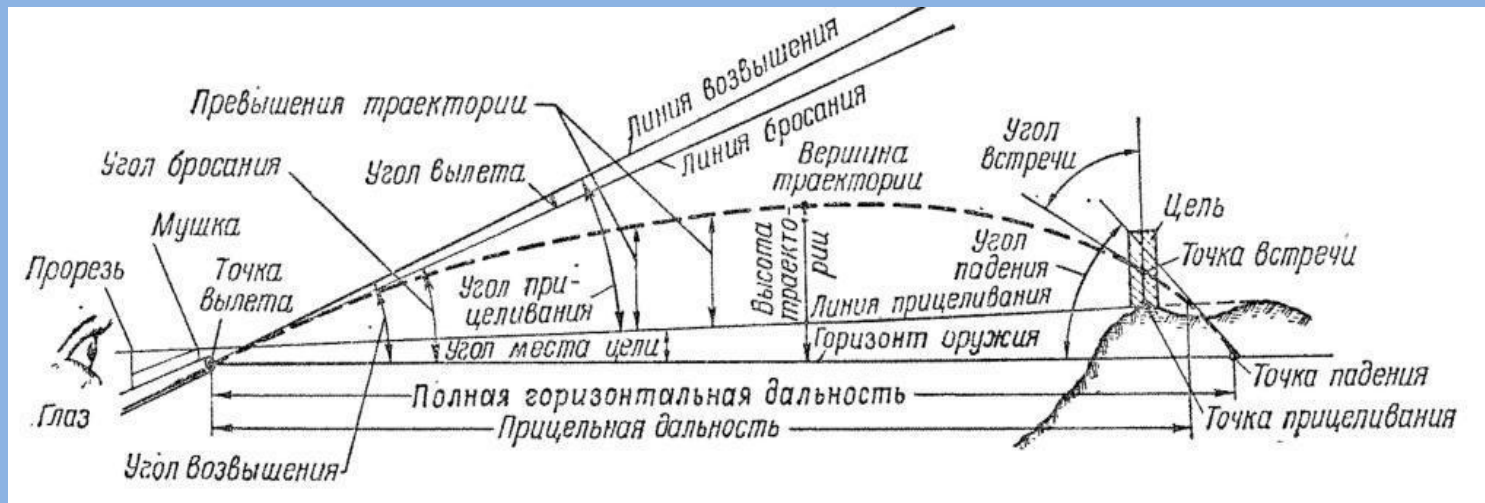 Линия возвышения
Линия бросания
Превышения траектории
Угол бросания
Угол вылета
Вершина
траектории
Угол
встречи
Мушка
Цель
Прорезь
Точка
вылета
Угол при-
целивания
Высота
траекто-
рии
Угол
падения
Точка встречи
Линия прицеливания
Угол места цели
Горизонт оружия
Глаз
Полная горизонтальная дальность
Точка падения
Прицельная дальность
Точка прицеливания
Угол возвышения